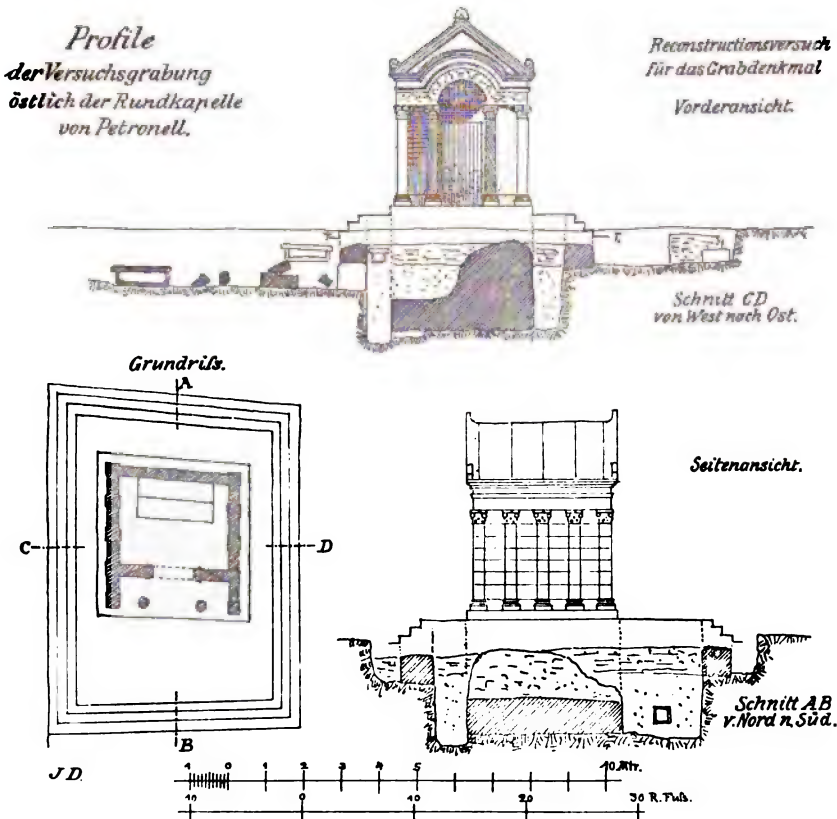 Profile
der Versuchsgrabung
östlich der Rundkapelle
von Petronell.
Reconstructionsversuch
für das Grabdenkmal
Vorderansicht.
Schnitt CD
von West nach Ost.
Grundriſs.
A
C
D
B
Seitenansicht.
Schnitt AB
v. Nord n. Süd.
J D.
1 0 1 2 3 4 5 10 Mtr.
10 0 10 20 30 R. Fuſs.